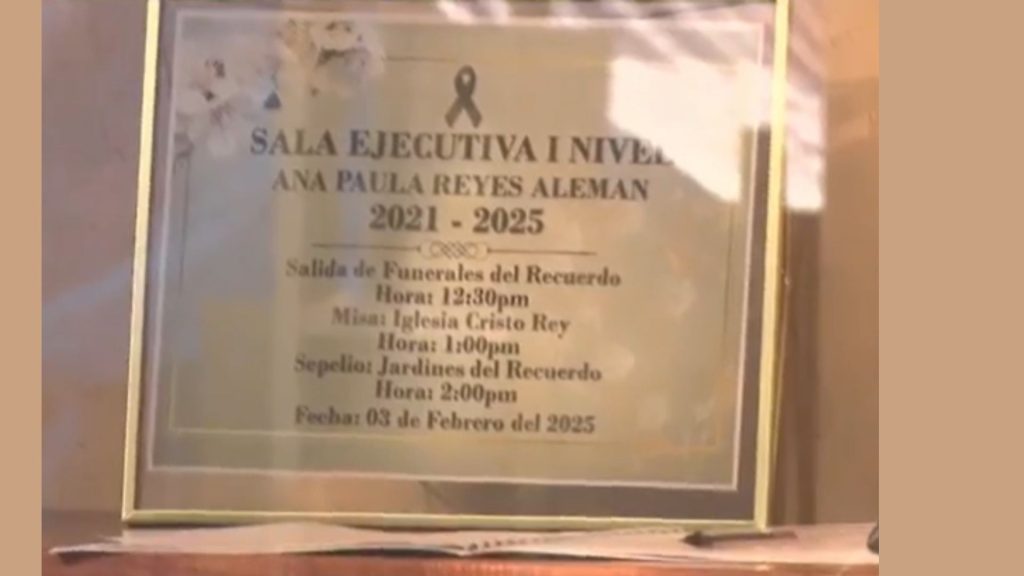 SALA EJECUTIVA I NIVEL
ANA PAULA REYES ALEMAN
2021 - 2025
Salida de Funerales del Recuerdo
Hora: 12:30pm
Misa: Iglesia Cristo Rey
Hora: 1:00pm
Sepelio: Jardines del Recuerdo
Hora: 2:00pm
Fecha: 03 de Febrero del 2025